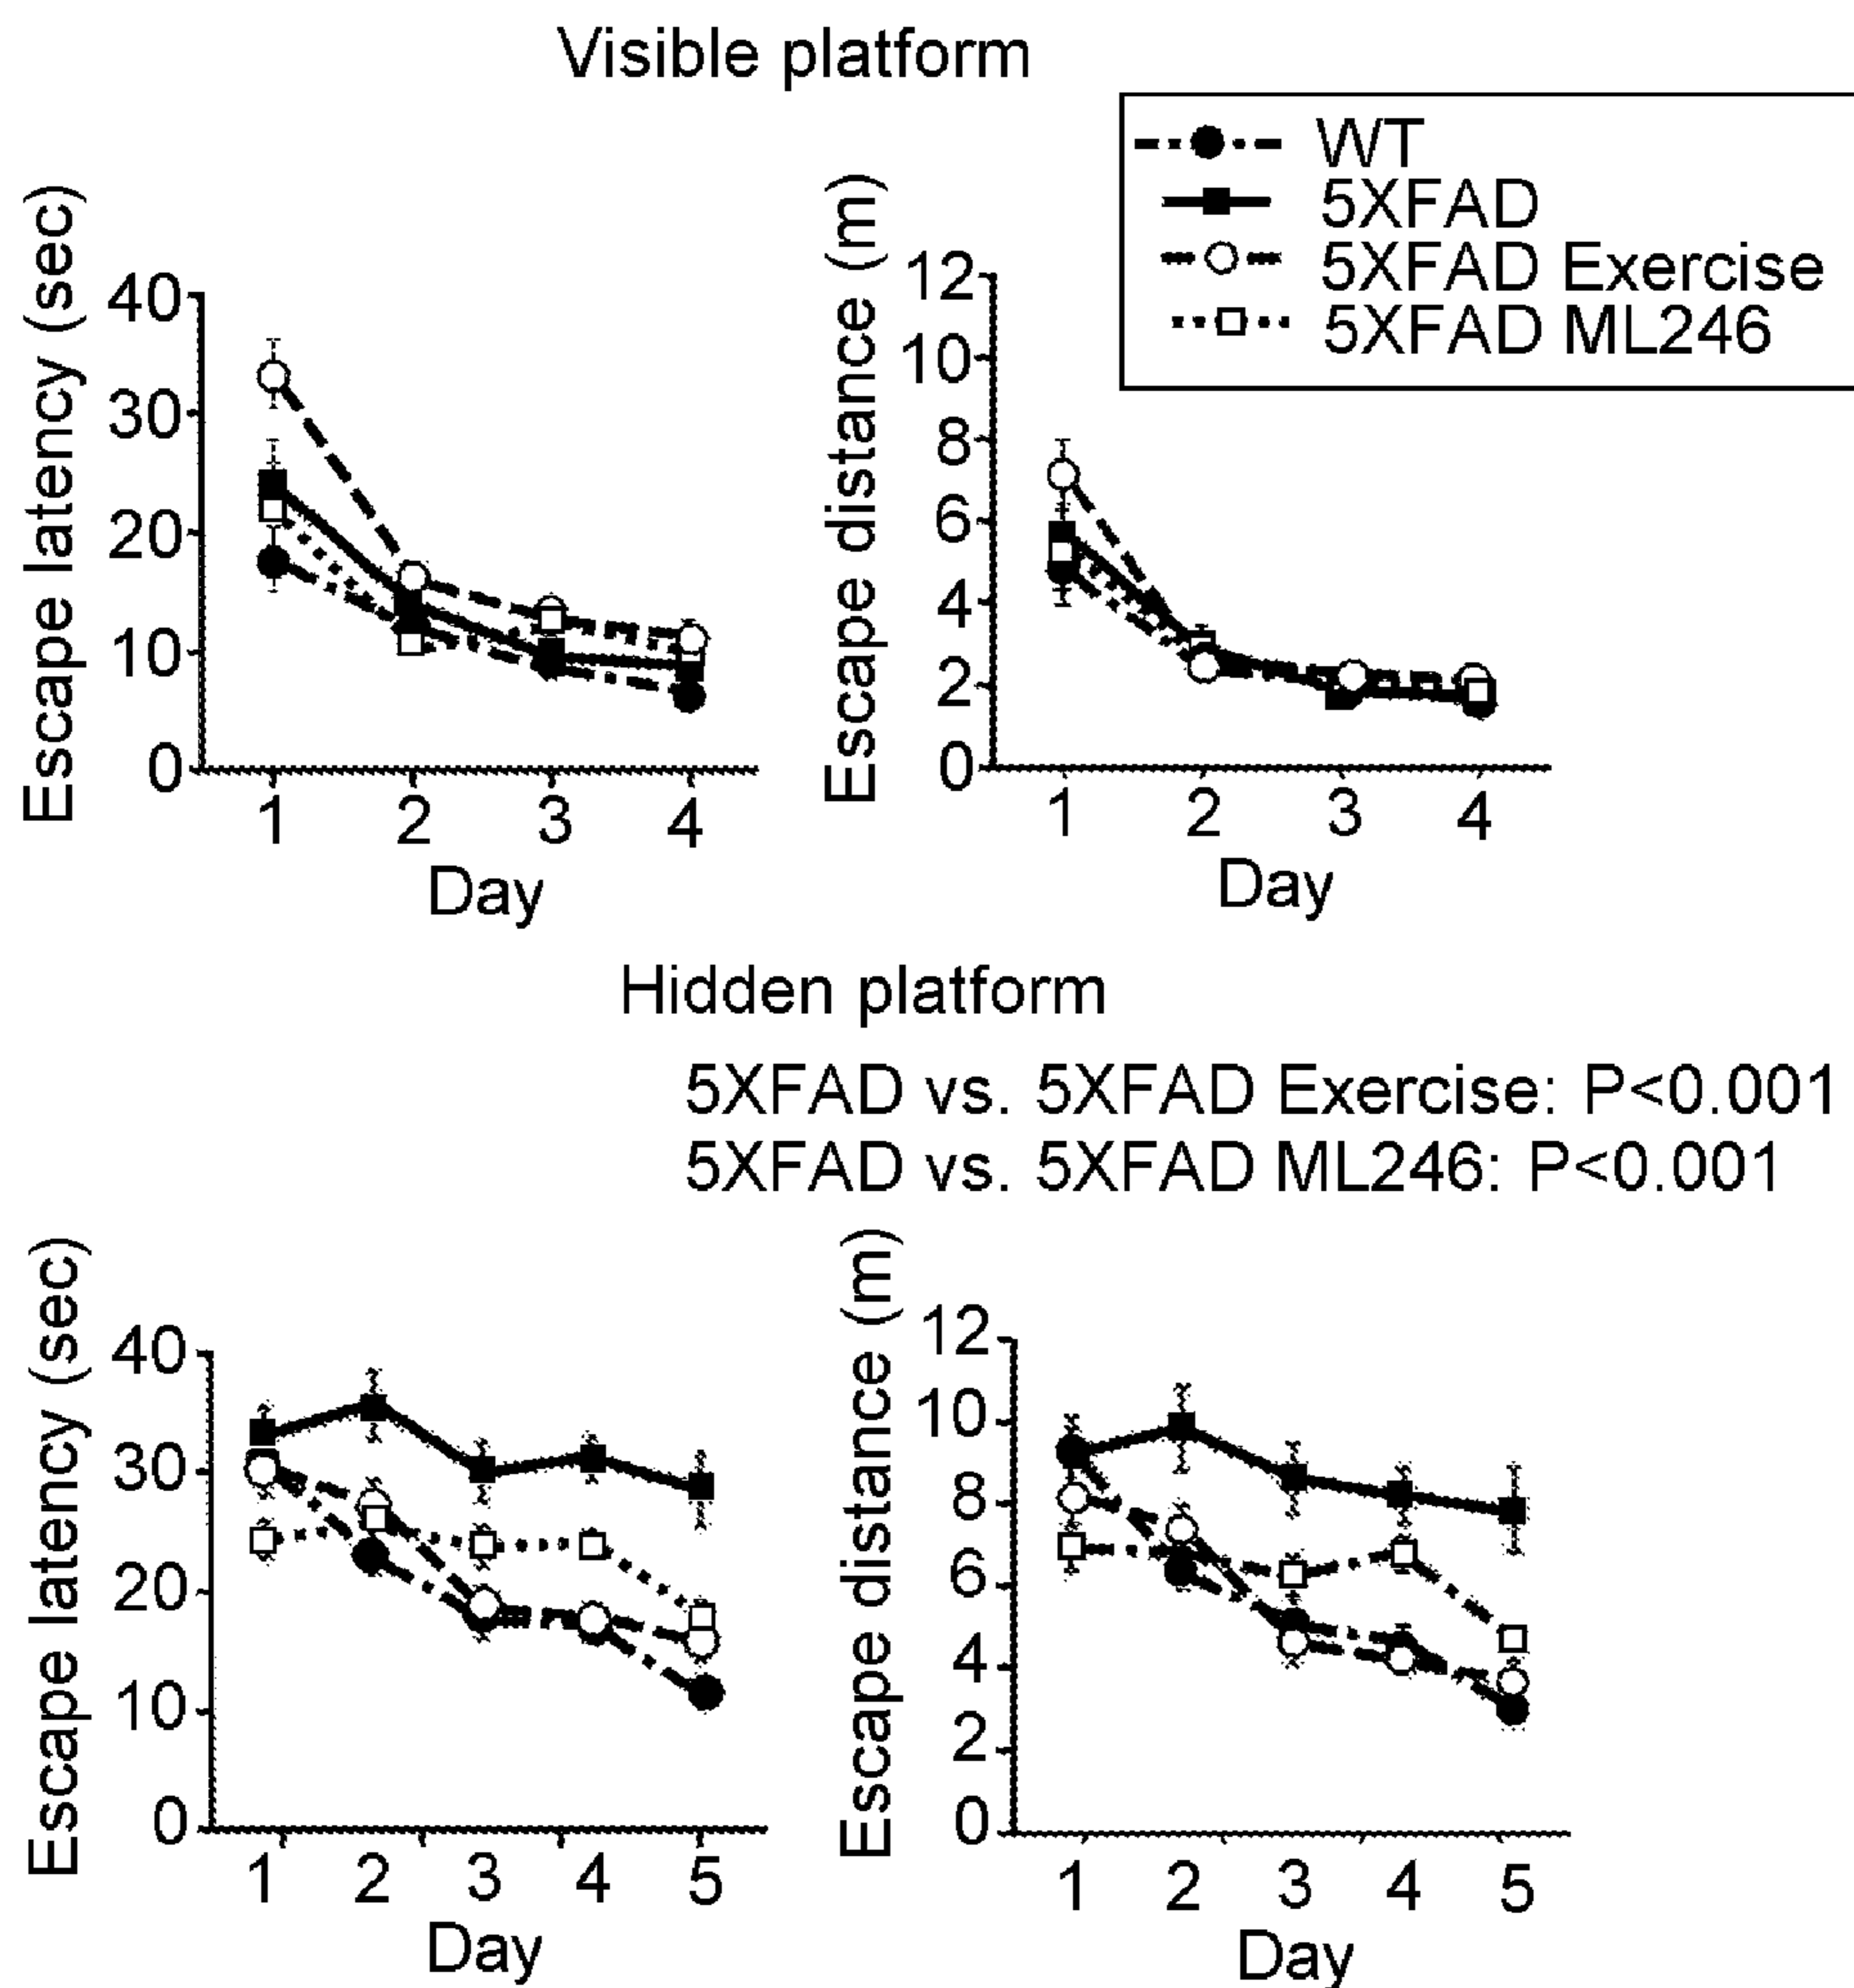 Visible platform
WT
5XFAD
5XFAD Exercise
5XFAD ML246
Escape latency (sec)
40
30
20
10
0
1 2 3 4
Day
Escape distance (m)
12
10
8
6
4
2
0
1 2 3 4
Day
Hidden platform
5XFAD vs. 5XFAD Exercise: P<0.001
5XFAD vs. 5XFAD ML246: P<0.001
Escape latency (sec)
40
30
20
10
0
1 2 3 4 5
Day
Escape distance (m)
12
10
8
6
4
2
0
1 2 3 4 5
Day